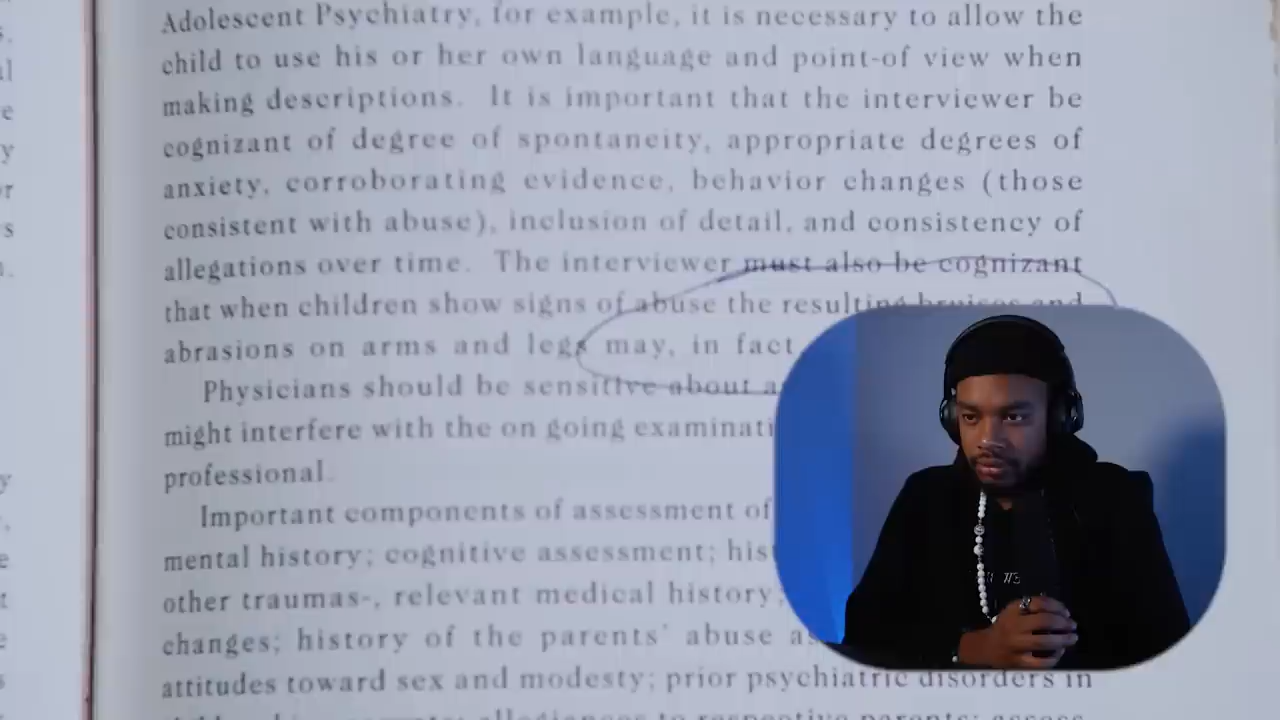 Adolescent Psychiatry, for example, it is necessary to allow the
child to use his or her own language and point-of view when
making descriptions. It is important that the interviewer be
cognizant of degree of spontaneity, appropriate degrees of
anxiety, corroborating evidence, behavior changes (those
consistent with abuse), inclusion of detail, and consistency of
allegations over time. The interviewer must also be cognizant
that when children show signs of abuse the resulting bruises and
abrasions on arms and legs may, in fact,
Physicians should be sensitive about
might interfere with the on going
professional.
Important components of assessment of
mental history; cognitive assessment;
other traumas-, relevant medical history;
changes; history of the parents' abuse
attitudes toward sex and modesty; prior psychiatric disorders in